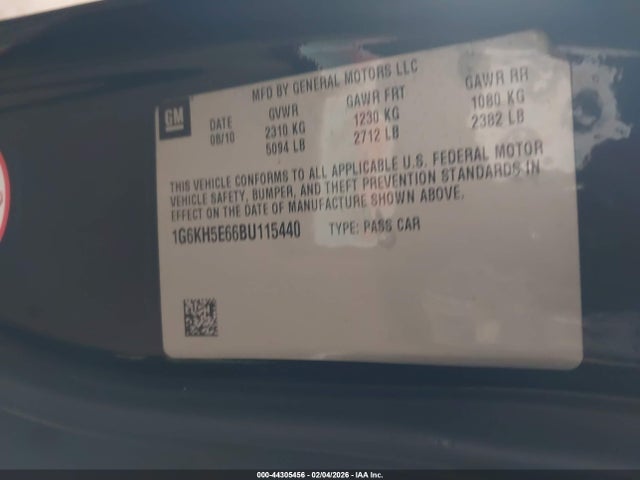 MFD BY GENERAL MOTORS LLC
GM
DATE GVWR GAWR FRT GAWR RR
08/10 2310 KG 1230 KG 1080 KG
5094 LB 2712 LB 2382 LB
THIS VEHICLE CONFORMS TO ALL APPLICABLE U.S. FEDERAL MOTOR
VEHICLE SAFETY, BUMPER, AND THEFT PREVENTION STANDARDS IN
EFFECT ON THE DATE OF MANUFACTURE SHOWN ABOVE.
1G6KH5E66BU115440 TYPE: PASS CAR
000-44305456 - 02/04/2026 - IAA Inc.